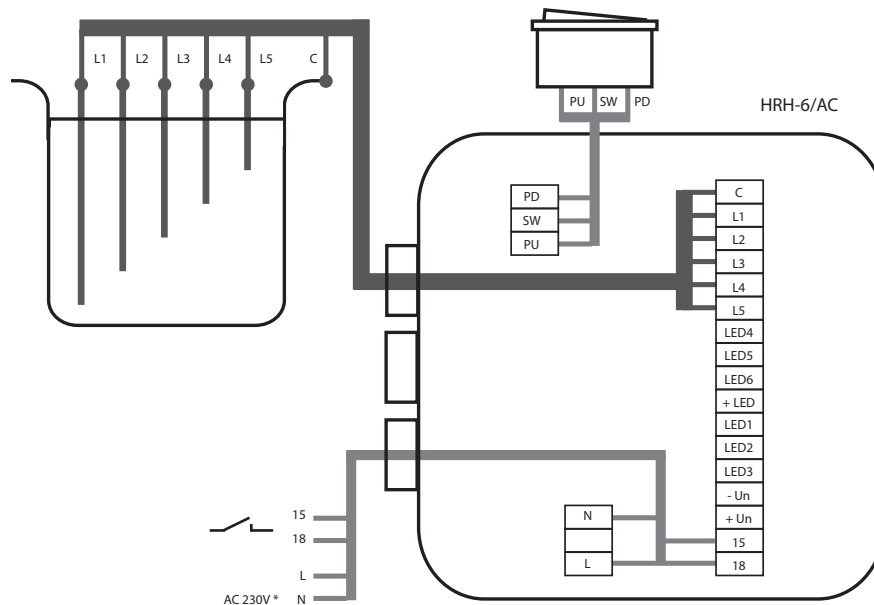 L1 L2 L3 L4 L5 C
PU SW PD
HRH-6/AC
PD
SW
PU
C
L1
L2
L3
L4
L5
LED4
LED5
LED6
+ LED
LED1
LED2
LED3
- Un
+ Un
15
18
N
L
15
18
L
AC 230V * N